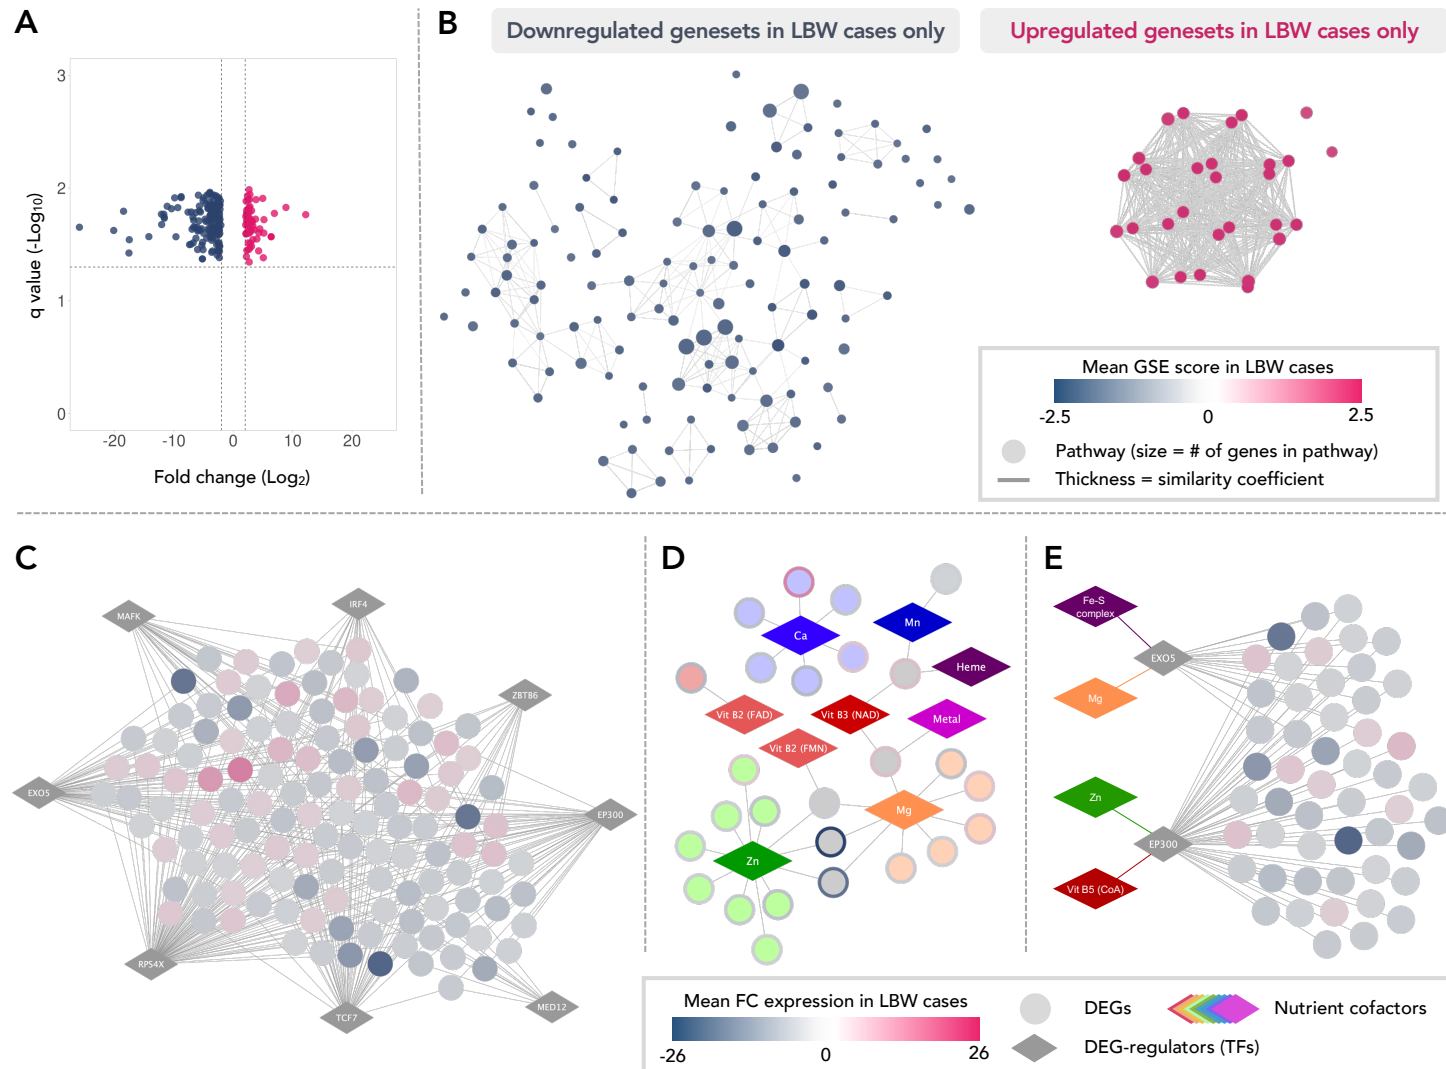 A
q value (-Log10)
3
2
1
0
-20
-10
0
10
20
Fold change (Log2)
B
Downregulated genesets in LBW cases only
Upregulated genesets in LBW cases only
Mean GSE score in LBW cases
-2.5
0
2.5
Pathway (size = # of genes in pathway)
Thickness = similarity coefficient
C
MAFK
IRF4
ZBTB6
EXO5
EP300
RPS4X
TCF7
MED12
D
Ca
Mn
Heme
Vit B2 (FAD)
Vit B3 (NAD)
Metal
Vit B2 (FMN)
Mg
Zn
E
Fe-S
complex
EXO5
Mg
Zn
EP300
Vit B5 (CoA)
Mean FC expression in LBW cases
-26
0
26
DEGs
Nutrient cofactors
DEG-regulators (TFs)